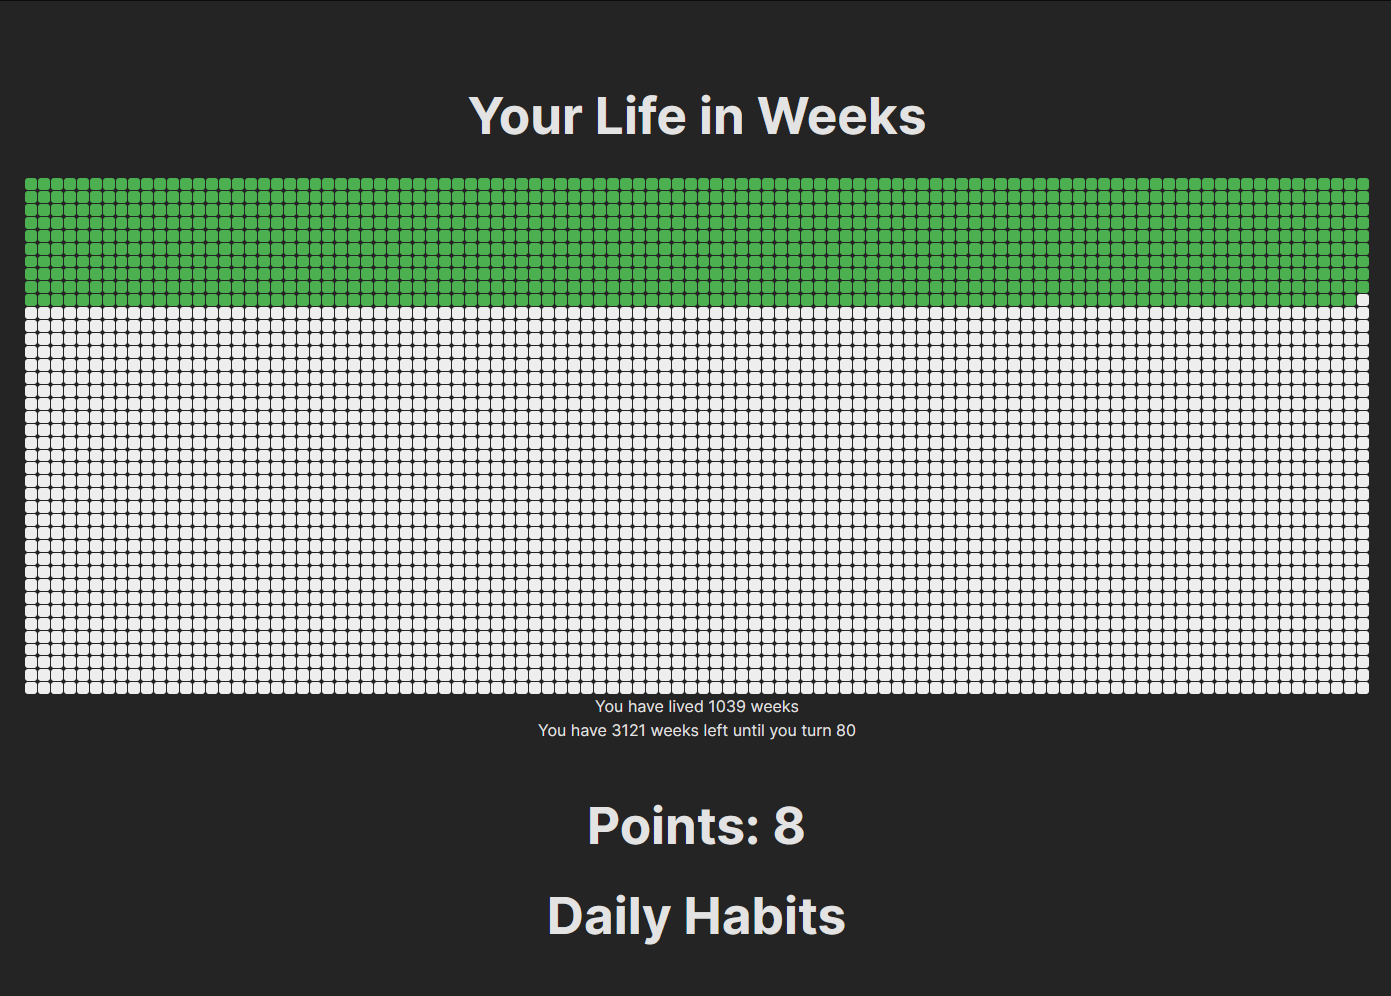 Your Life in Weeks
You have lived 1039 weeks
You have 3121 weeks left until you turn 80
Points: 8
Daily Habits